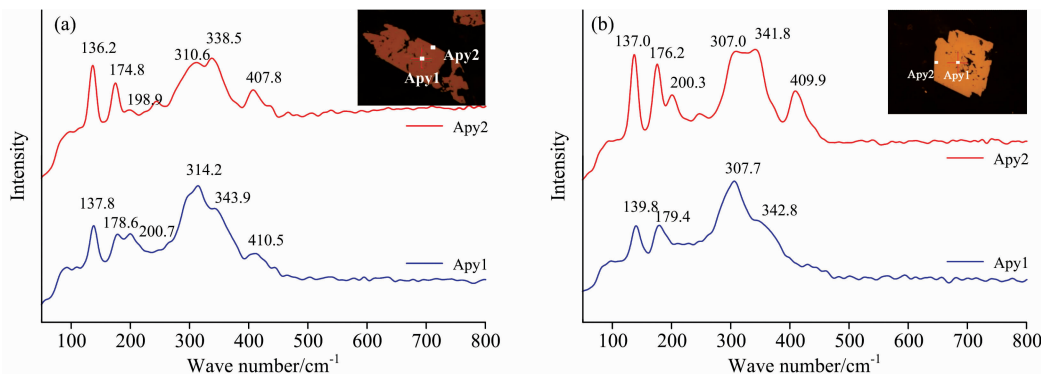 (a)
136.2
174.8
198.9
310.6
338.5
407.8
Apy2
Apy1
Apy2
137.8
178.6
200.7
314.2
343.9
410.5
Apy1
Intensity
100 200 300 400 500 600 700 800
Wave number/cm⁻¹
(b)
137.0
176.2
200.3
307.0
341.8
409.9
Apy2 Apy1
Apy2
139.8
179.4
307.7
342.8
Apy1
Intensity
100 200 300 400 500 600 700 800
Wave number/cm⁻¹